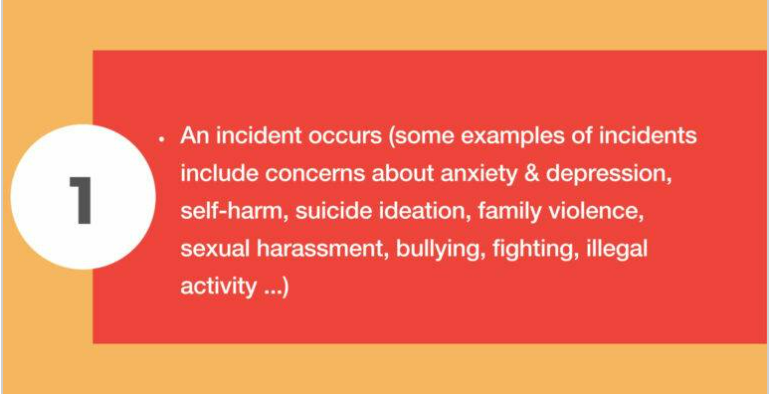 1
• An incident occurs (some examples of incidents
include concerns about anxiety & depression,
self-harm, suicide ideation, family violence,
sexual harassment, bullying, fighting, illegal
activity ...)